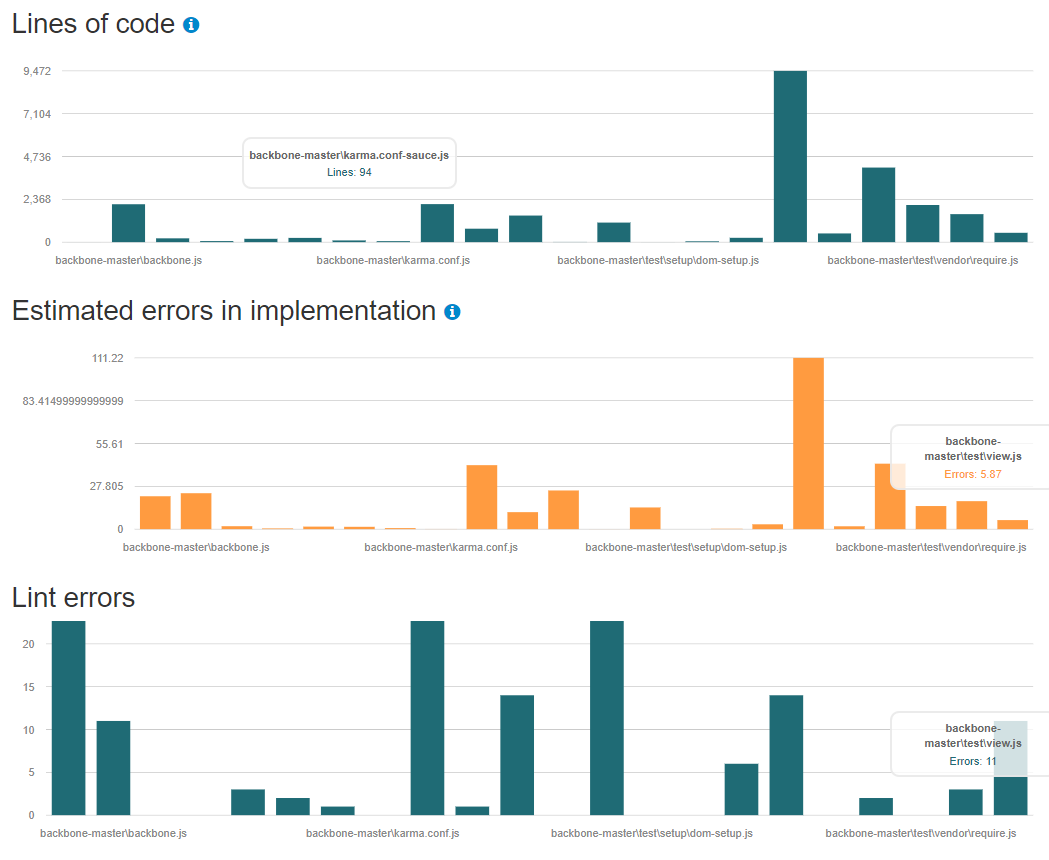 Lines of code
9,472
7,104
4,736
2,368
0
backbone-master\karma.conf-sauce.js
Lines: 94
backbone-master\backbone.js
backbone-master\karma.conf.js
backbone-master\test\setup\dom-setup.js
backbone-master\test\vendor\require.js
Estimated errors in implementation
111.22
83.41499999999999
55.61
27.805
0
backbone-
master\test\view.js
Errors: 5.87
backbone-master\backbone.js
backbone-master\karma.conf.js
backbone-master\test\setup\dom-setup.js
backbone-master\test\vendor\require.js
Lint errors
20
15
10
5
0
backbone-
master\test\view.js
Errors: 11
backbone-master\backbone.js
backbone-master\karma.conf.js
backbone-master\test\setup\dom-setup.js
backbone-master\test\vendor\require.js